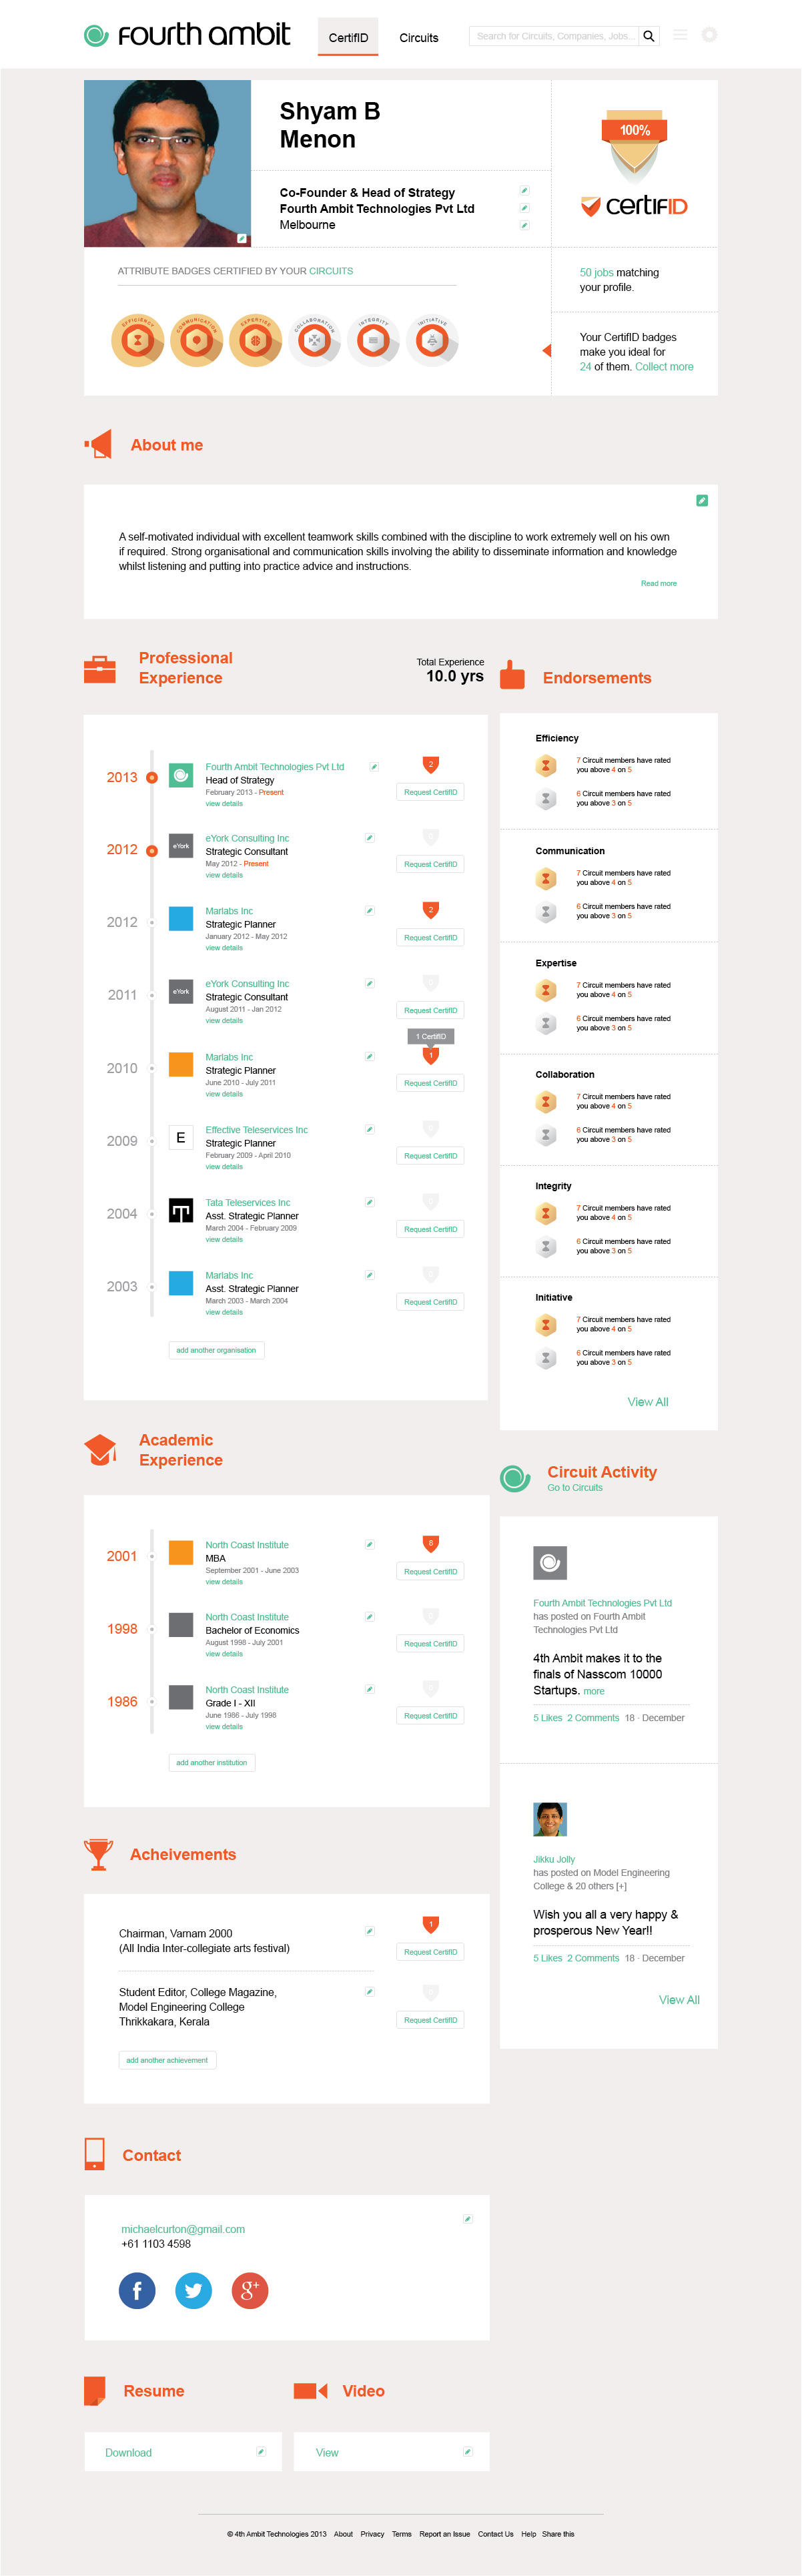 fourth ambit
CertifID
Circuits
Search for Circuits, Companies, Jobs...
Shyam B
Menon
Co-Founder & Head of Strategy
Fourth Ambit Technologies Pvt Ltd
Melbourne
100%
certifID
ATTRIBUTE BADGES CERTIFIED BY YOUR CIRCUITS
EFFICIENCY
COMMUNICATION
EXPERTISE
COLLABORATION
INTEGRITY
INITIATIVE
50 jobs matching
your profile.
Your CertifID badges
make you ideal for
24 of them. Collect more
About me
A self-motivated individual with excellent teamwork skills combined with the discipline to work extremely well on his own
if required. Strong organisational and communication skills involving the ability to disseminate information and knowledge
whilst listening and putting into practice advice and instructions.
Read more
Professional
Experience
Total Experience
10.0 yrs
2013
Fourth Ambit Technologies Pvt Ltd
Head of Strategy
February 2013 - Present
view details
2
Request CertifID
2012
eYork
eYork Consulting Inc
Strategic Consultant
May 2012 - Present
view details
Request CertifID
2012
Marlabs Inc
Strategic Planner
January 2012 - May 2012
view details
2
Request CertifID
2011
eYork
eYork Consulting Inc
Strategic Consultant
August 2011 - Jan 2012
view details
Request CertifID
2010
Marlabs Inc
Strategic Planner
June 2010 - July 2011
view details
1 CertifID
1
Request CertifID
2009
E
Effective Teleservices Inc
Strategic Planner
February 2009 - April 2010
view details
Request CertifID
2004
Tata Teleservices Inc
Asst. Strategic Planner
March 2004 - February 2009
view details
Request CertifID
2003
Marlabs Inc
Asst. Strategic Planner
March 2003 - March 2004
view details
Request CertifID
add another organisation
Endorsements
Efficiency
7 Circuit members have rated
you above 4 on 5
6 Circuit members have rated
you above 3 on 5
Communication
7 Circuit members have rated
you above 4 on 5
6 Circuit members have rated
you above 3 on 5
Expertise
7 Circuit members have rated
you above 4 on 5
6 Circuit members have rated
you above 3 on 5
Collaboration
7 Circuit members have rated
you above 4 on 5
6 Circuit members have rated
you above 3 on 5
Integrity
7 Circuit members have rated
you above 4 on 5
6 Circuit members have rated
you above 3 on 5
Initiative
7 Circuit members have rated
you above 4 on 5
6 Circuit members have rated
you above 3 on 5
View All
Academic
Experience
2001
North Coast Institute
MBA
September 2001 - June 2003
view details
8
Request CertifID
1998
North Coast Institute
Bachelor of Economics
August 1998 - July 2001
view details
Request CertifID
1986
North Coast Institute
Grade I - XII
June 1986 - July 1998
view details
Request CertifID
add another institution
Circuit Activity
Go to Circuits
Fourth Ambit Technologies Pvt Ltd
has posted on Fourth Ambit
Technologies Pvt Ltd
4th Ambit makes it to the
finals of Nasscom 10000
Startups. more
5 Likes 2 Comments 18 · December
Jikku Jolly
has posted on Model Engineering
College & 20 others [+]
Wish you all a very happy &
prosperous New Year!!
5 Likes 2 Comments 18 · December
View All
Acheivements
Chairman, Varnam 2000
(All India Inter-collegiate arts festival)
1
Request CertifID
Student Editor, College Magazine,
Model Engineering College
Thrikkakara, Kerala
Request CertifID
add another achievement
Contact
michaelcurton@gmail.com
+61 1103 4598
f
g+
Resume
Video
Download
View
© 4th Ambit Technologies 2013 About Privacy Terms Report an Issue Contact Us Help Share this